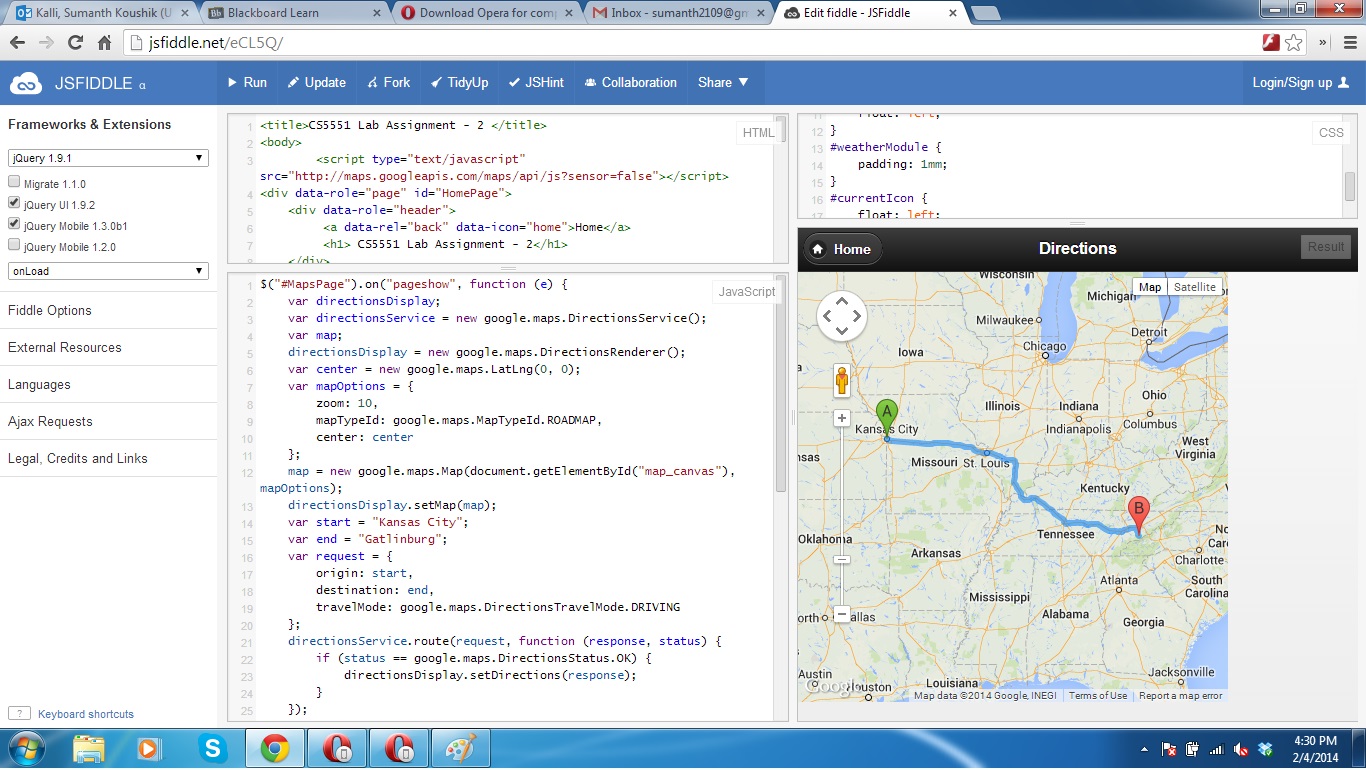 Kalli, Sumanth Koushik (U
Blackboard Learn
Download Opera for comp
Inbox - sumanth2109@gm
Edit fiddle - JSFiddle
jsfiddle.net/eCL5Q/
JSFIDDLE α
Run
Update
Fork
TidyUp
JSHint
Collaboration
Share
Login/Sign up
Frameworks & Extensions
jQuery 1.9.1
Migrate 1.1.0
jQuery UI 1.9.2
jQuery Mobile 1.3.0b1
jQuery Mobile 1.2.0
onLoad
Fiddle Options
External Resources
Languages
Ajax Requests
Legal, Credits and Links
? Keyboard shortcuts
HTML
1 <title>CS5551 Lab Assignment - 2 </title>
2 <body>
3 <script type="text/javascript"
src="http://maps.googleapis.com/maps/api/js?sensor=false"></script>
4 <div data-role="page" id="HomePage">
5 <div data-role="header">
6 <a data-rel="back" data-icon="home">Home</a>
7 <h1> CS5551 Lab Assignment - 2</h1>
8 </div>
JavaScript
1 $("#MapsPage").on("pageshow", function (e) {
2 var directionsDisplay;
3 var directionsService = new google.maps.DirectionsService();
4 var map;
5 directionsDisplay = new google.maps.DirectionsRenderer();
6 var center = new google.maps.LatLng(0, 0);
7 var mapOptions = {
8 zoom: 10,
9 mapTypeId: google.maps.MapTypeId.ROADMAP,
10 center: center
11 };
12 map = new google.maps.Map(document.getElementById("map_canvas"),
mapOptions);
13 directionsDisplay.setMap(map);
14 var start = "Kansas City";
15 var end = "Gatlinburg";
16 var request = {
17 origin: start,
18 destination: end,
19 travelMode: google.maps.DirectionsTravelMode.DRIVING
20 };
21 directionsService.route(request, function (response, status) {
22 if (status == google.maps.DirectionsStatus.OK) {
23 directionsDisplay.setDirections(response);
24 }
25 });
CSS
11 float: left;
12 }
13 #weatherModule {
14 padding: 1mm;
15 }
16 #currentIcon {
17 float: left;
Home
Directions
Result
Map
Satellite
Wisconsin
Michigan
Milwaukee
Detroit
Chicago
Iowa
Ohio
Illinois
Indiana
Columbus
Indianapolis
A
Kansas City
West
Virginia
sas
Missouri
St. Louis
Kentucky
B
Nc
Car
Tennessee
Oklahoma
Charlotte
Arkansas
Atlanta
South
Carolina
Mississippi
Alabama
Georgia
orth
Dallas
Jacksonville
Austin
Louisiana
Houston
Google
Map data ©2014 Google, INEGI
Terms of Use
Report a map error
4:30 PM
2/4/2014